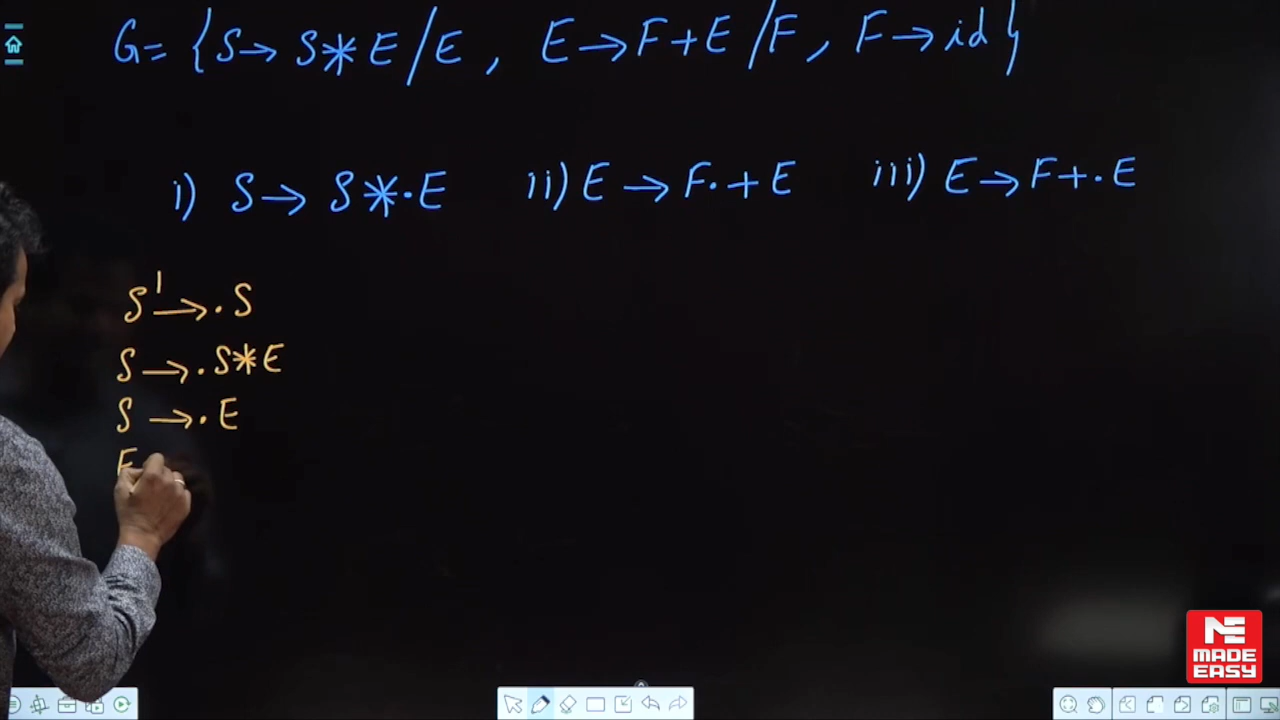 G = { S → S * E / E , E → F + E / F , F → id }
i) S → S * . E ii) E → F . + E iii) E → F + . E
S' → . S
S → . S * E
S → . E
E
MADE
EASY